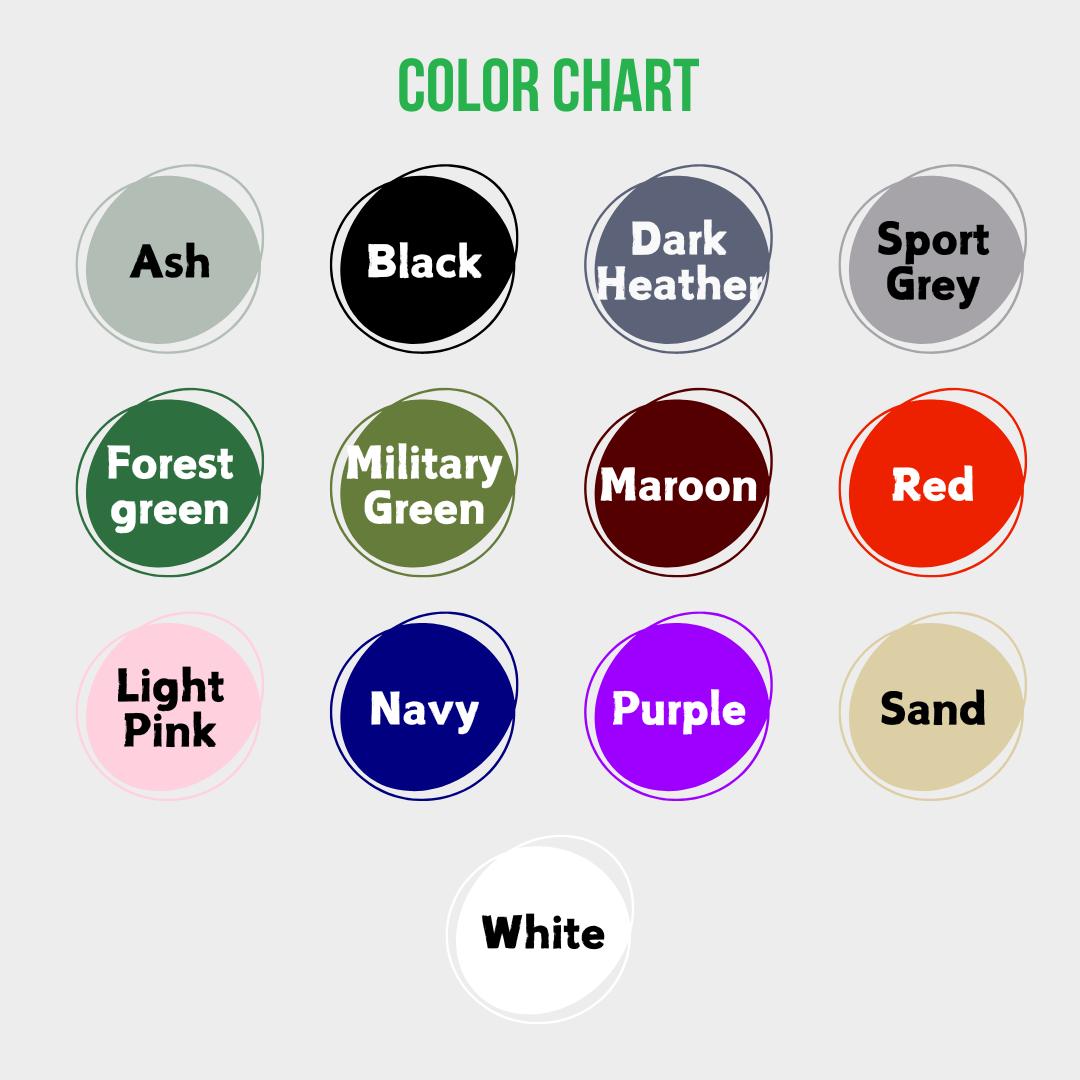 COLOR CHART
Ash
Black
Dark
Heather
Sport
Grey
Forest
green
Military
Green
Maroon
Red
Light
Pink
Navy
Purple
Sand
White